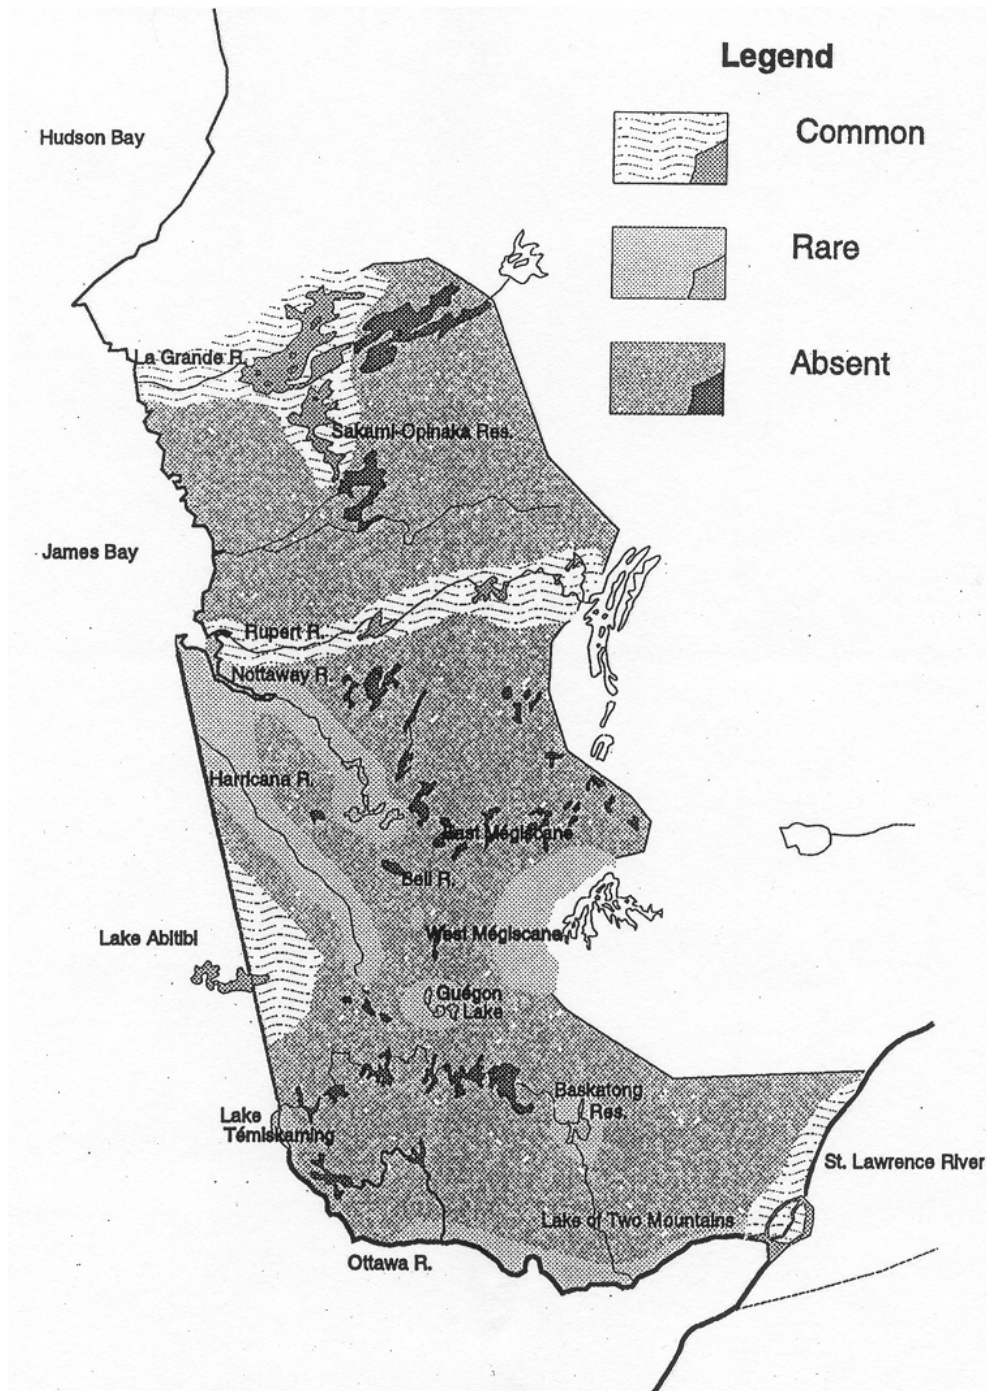 Legend
Common
Rare
Absent
Hudson Bay
La Grande R.
Sakami-Opinaka Res.
James Bay
Rupert R.
Nottaway R.
Harricana R.
East Mégiscane
Bell R.
West Mégiscane
Lake Abitibi
Guégon
Lake
Baskatong
Res.
Lake
Témiskaming
St. Lawrence River
Lake of Two Mountains
Ottawa R.